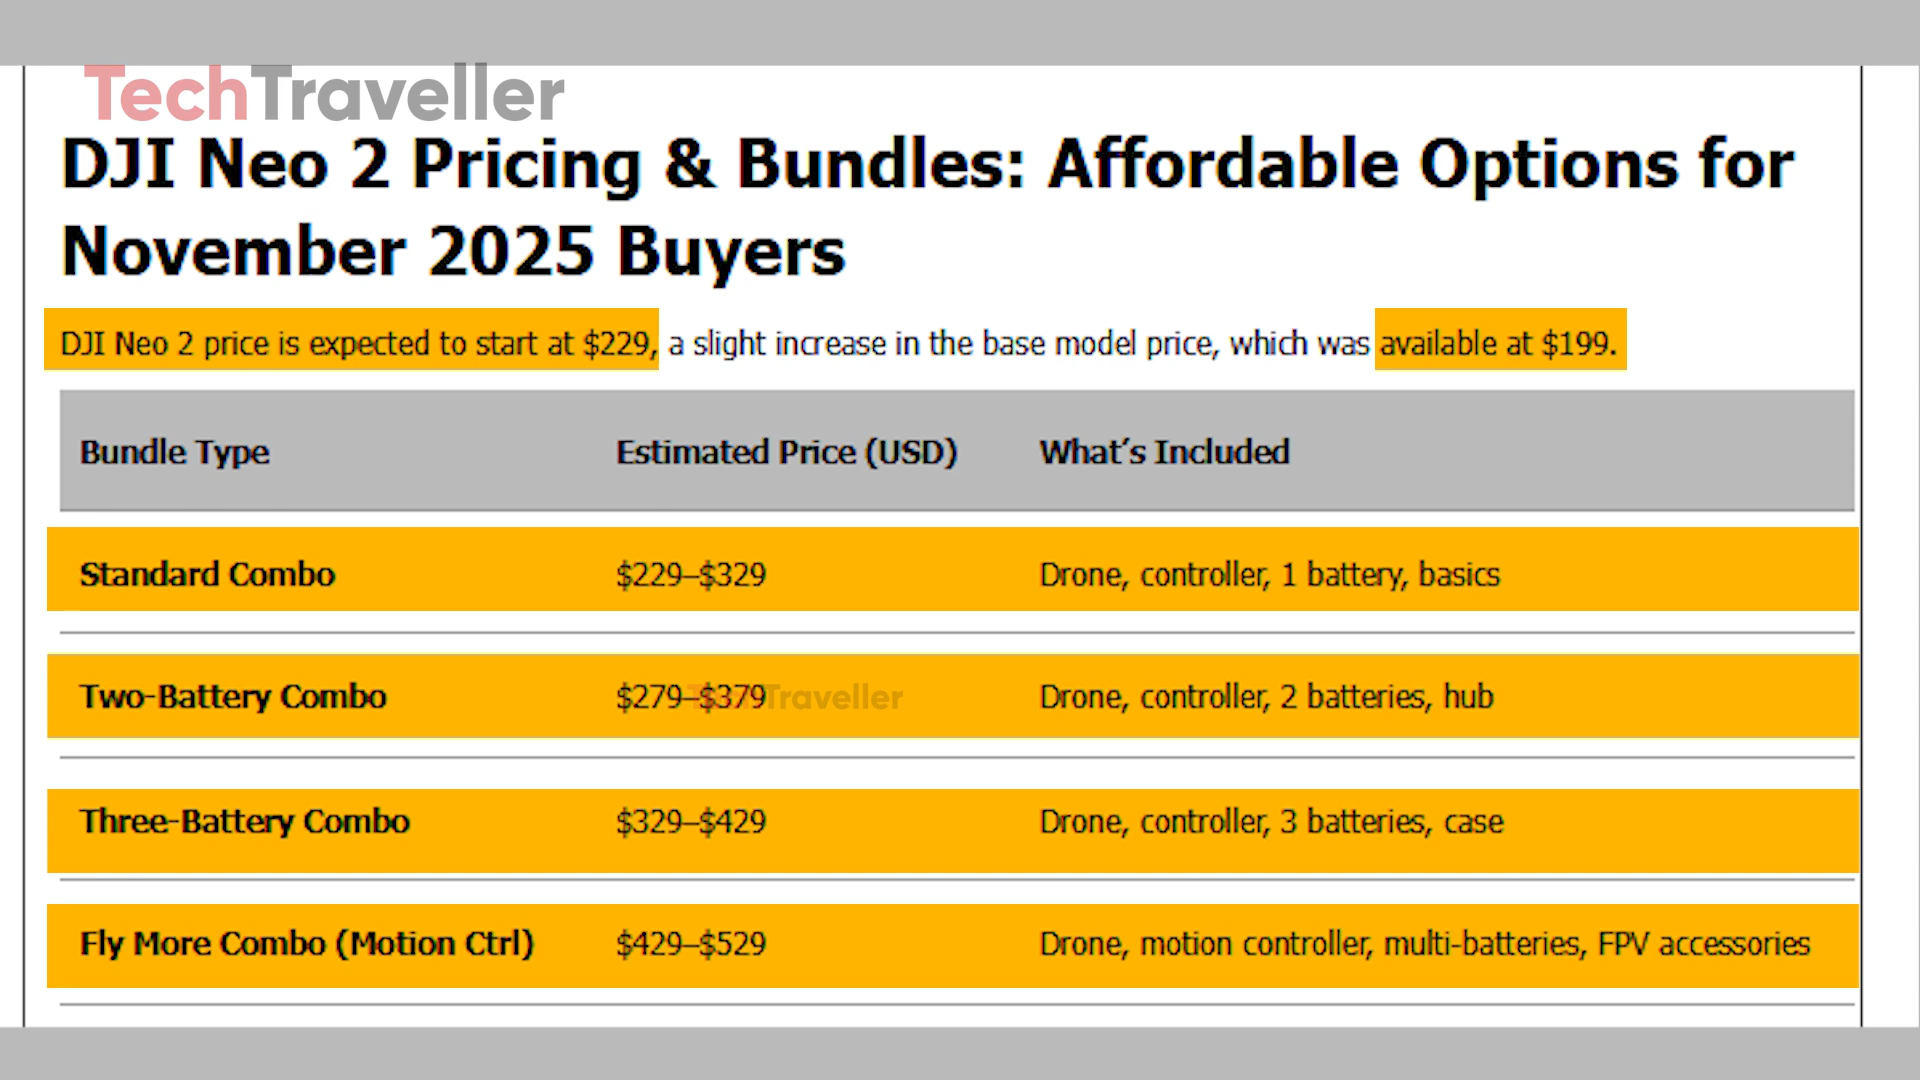 TechTraveller
DJI Neo 2 Pricing & Bundles: Affordable Options for
November 2025 Buyers
DJI Neo 2 price is expected to start at $229, a slight increase in the base model price, which was available at $199.
Bundle Type Estimated Price (USD) What's Included
Standard Combo $229–$329 Drone, controller, 1 battery, basics
Two-Battery Combo $279–$379 Drone, controller, 2 batteries, hub
TechTraveller
Three-Battery Combo $329–$429 Drone, controller, 3 batteries, case
Fly More Combo (Motion Ctrl) $429–$529 Drone, motion controller, multi-batteries, FPV accessories